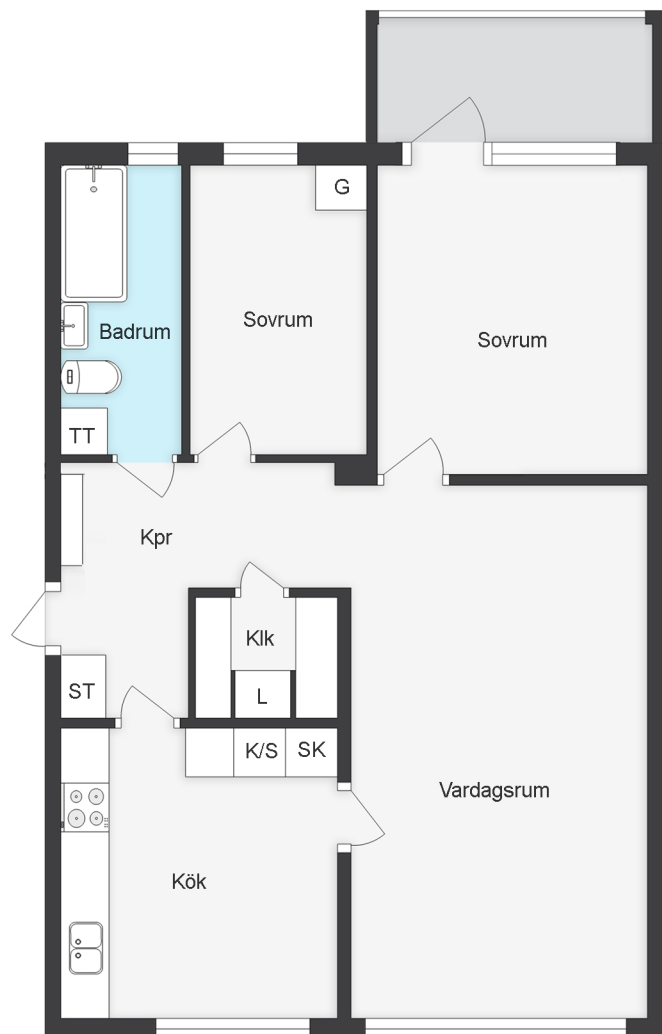 G
Badrum
Sovrum
Sovrum
TT
Kpr
Klk
ST
L
K/S
SK
Vardagsrum
Kök